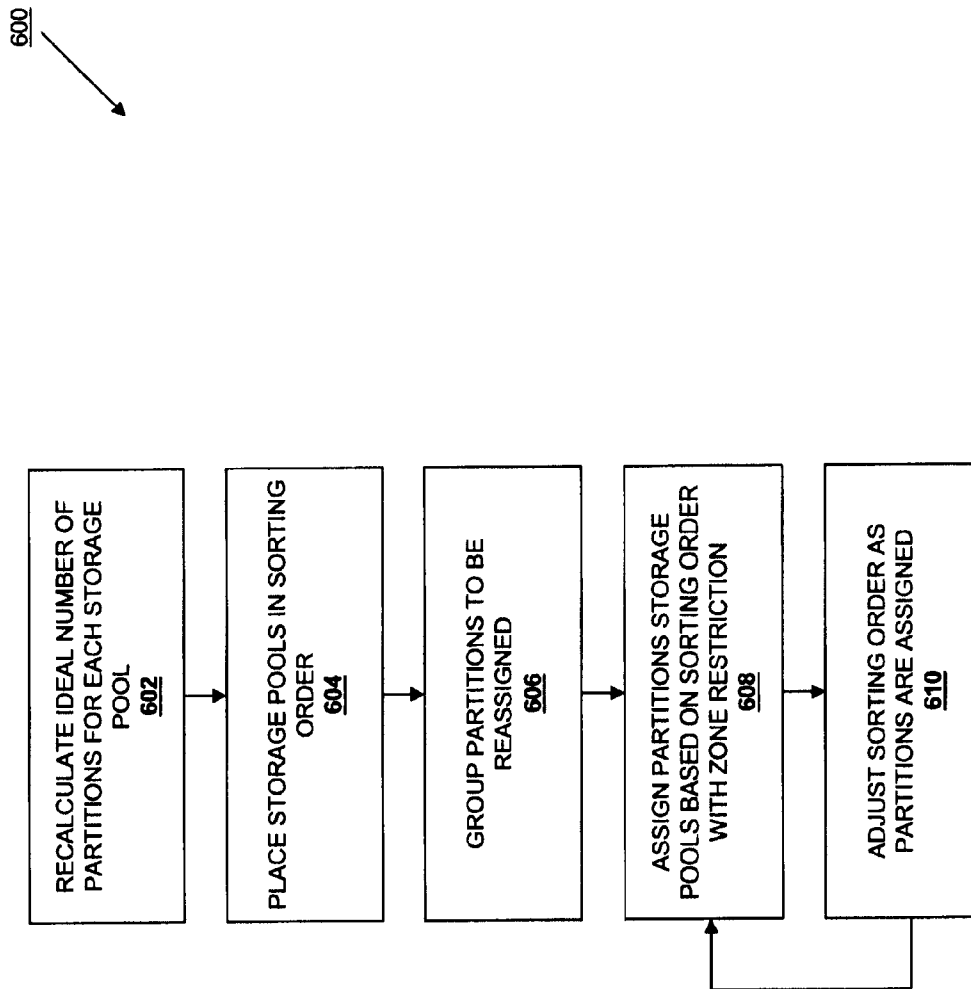 600
RECALCULATE IDEAL NUMBER OF
PARTITIONS FOR EACH STORAGE
POOL
602
PLACE STORAGE POOLS IN SORTING
ORDER
604
GROUP PARTITIONS TO BE
REASSIGNED
606
ASSIGN PARTITIONS STORAGE
POOLS BASED ON SORTING ORDER
WITH ZONE RESTRICTION
608
ADJUST SORTING ORDER AS
PARTITIONS ARE ASSIGNED
610